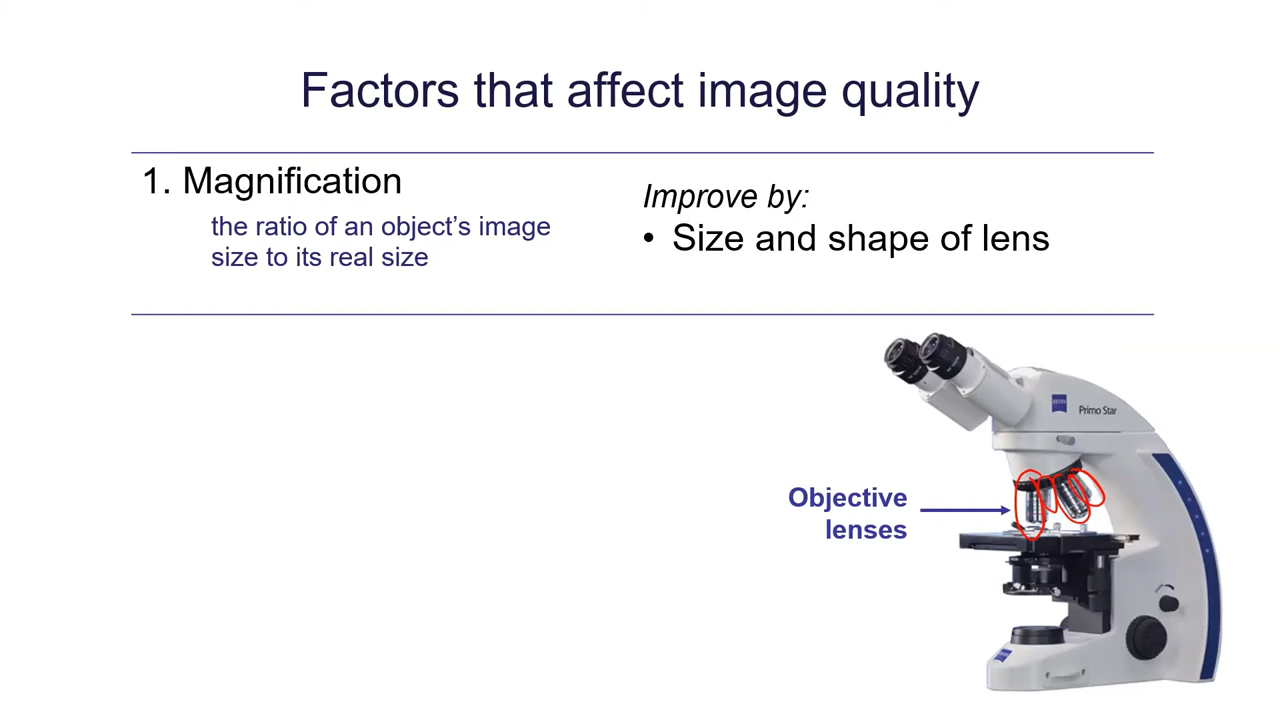 Factors that affect image quality
1. Magnification
the ratio of an object's image
size to its real size
Improve by:
• Size and shape of lens
ZEISS
Primo Star
Objective
lenses